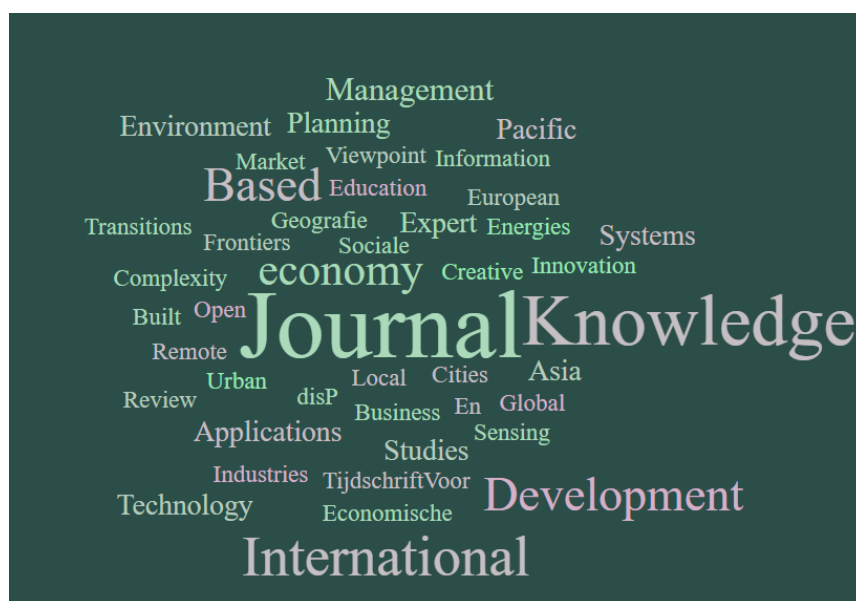 Management
Environment Planning Pacific
Market Viewpoint Information
Based Education European
Transitions Geografie Expert Energies Systems
Frontiers Sociale
Complexity economy Creative Innovation
Built Open Journal Knowledge
Remote
Urban Local Cities Asia
Review disP Business En Global
Applications Studies Sensing
Industries TijdschriftVoor Development
Technology Economische
International